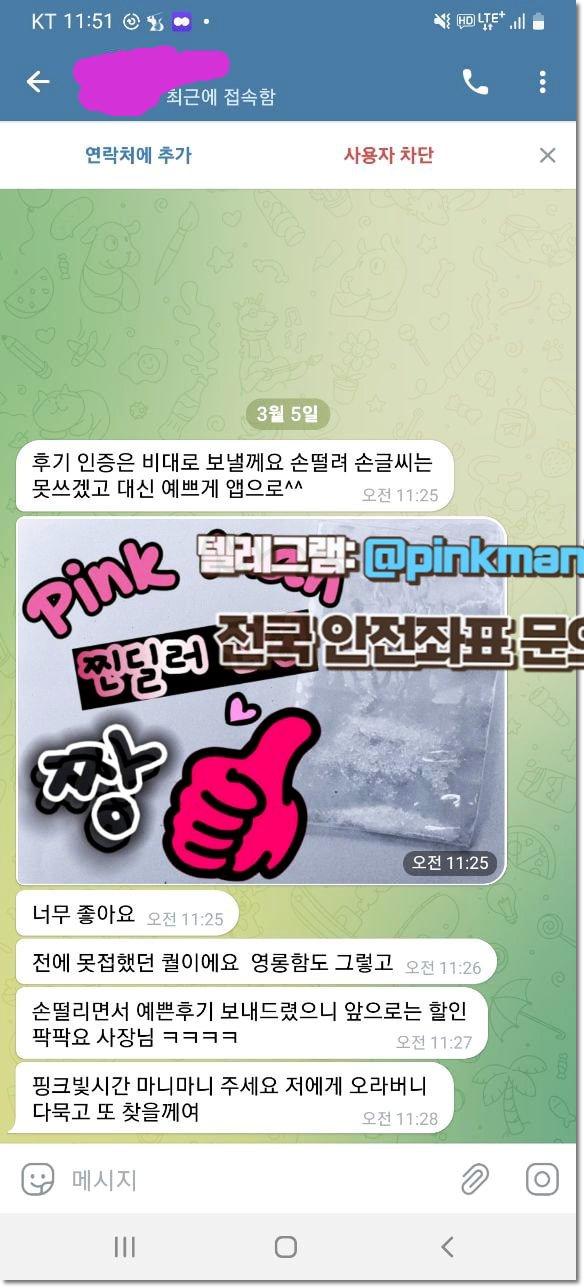 KT 11:51
HD LTE+
최근에 접속함
연락처에 추가
사용자 차단
3월 5일
후기 인증은 비대로 보낼께요 손떨려 손글씨는
못쓰겠고 대신 예쁘게 앱으로^^
오전 11:25
Pink
텔레그램: @pinkman
찐딜러
전국 안전좌표
짱
오전 11:25
너무 좋아요 오전 11:25
전에 못접했던 퀄이에요 영롱함도 그렇고 오전 11:26
손떨리면서 예쁜후기 보내드렸으니 앞으로는 할인
팍팍요 사장님 ㅋㅋㅋㅋ
오전 11:27
핑크빛시간 마니마니 주세요 저에게 오라버니
다묵고 또 찾을께여
오전 11:28
메시지